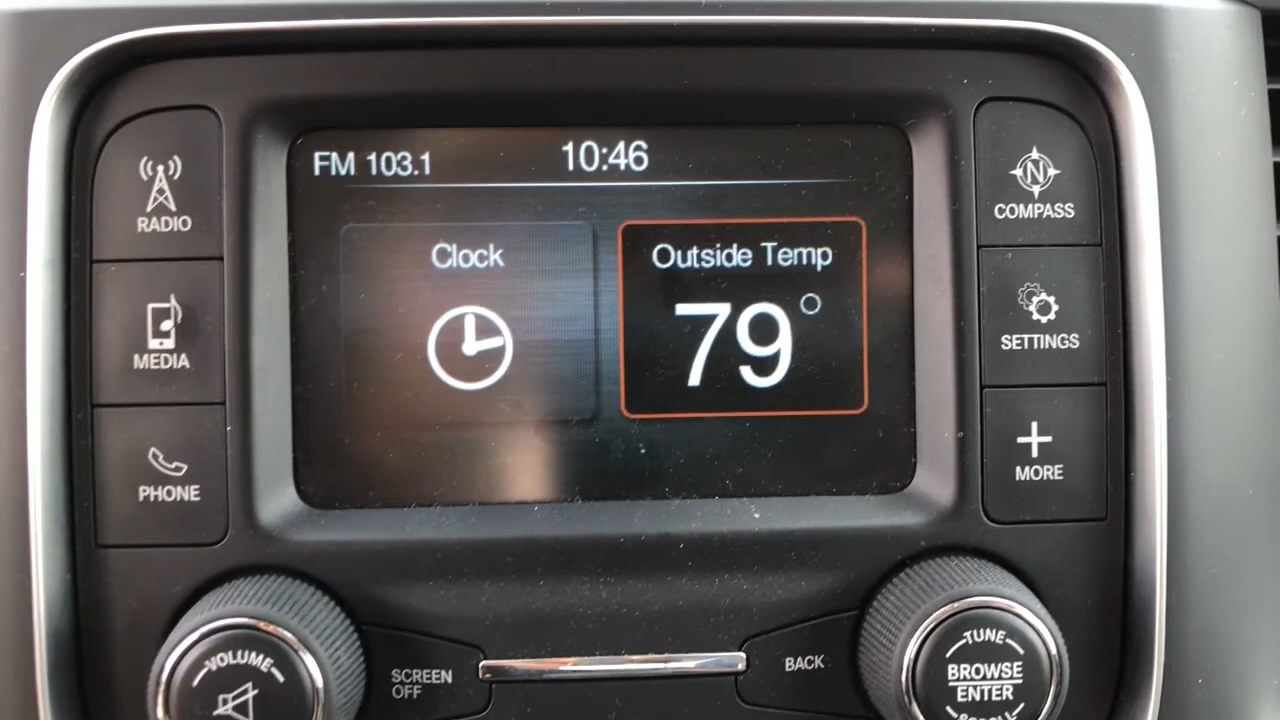 FM 103.1
10:46
Clock
Outside Temp
79°
RADIO
MEDIA
PHONE
N
COMPASS
SETTINGS
MORE
VOLUME
SCREEN
OFF
BACK
TUNE
BROWSE
ENTER
SCROLL